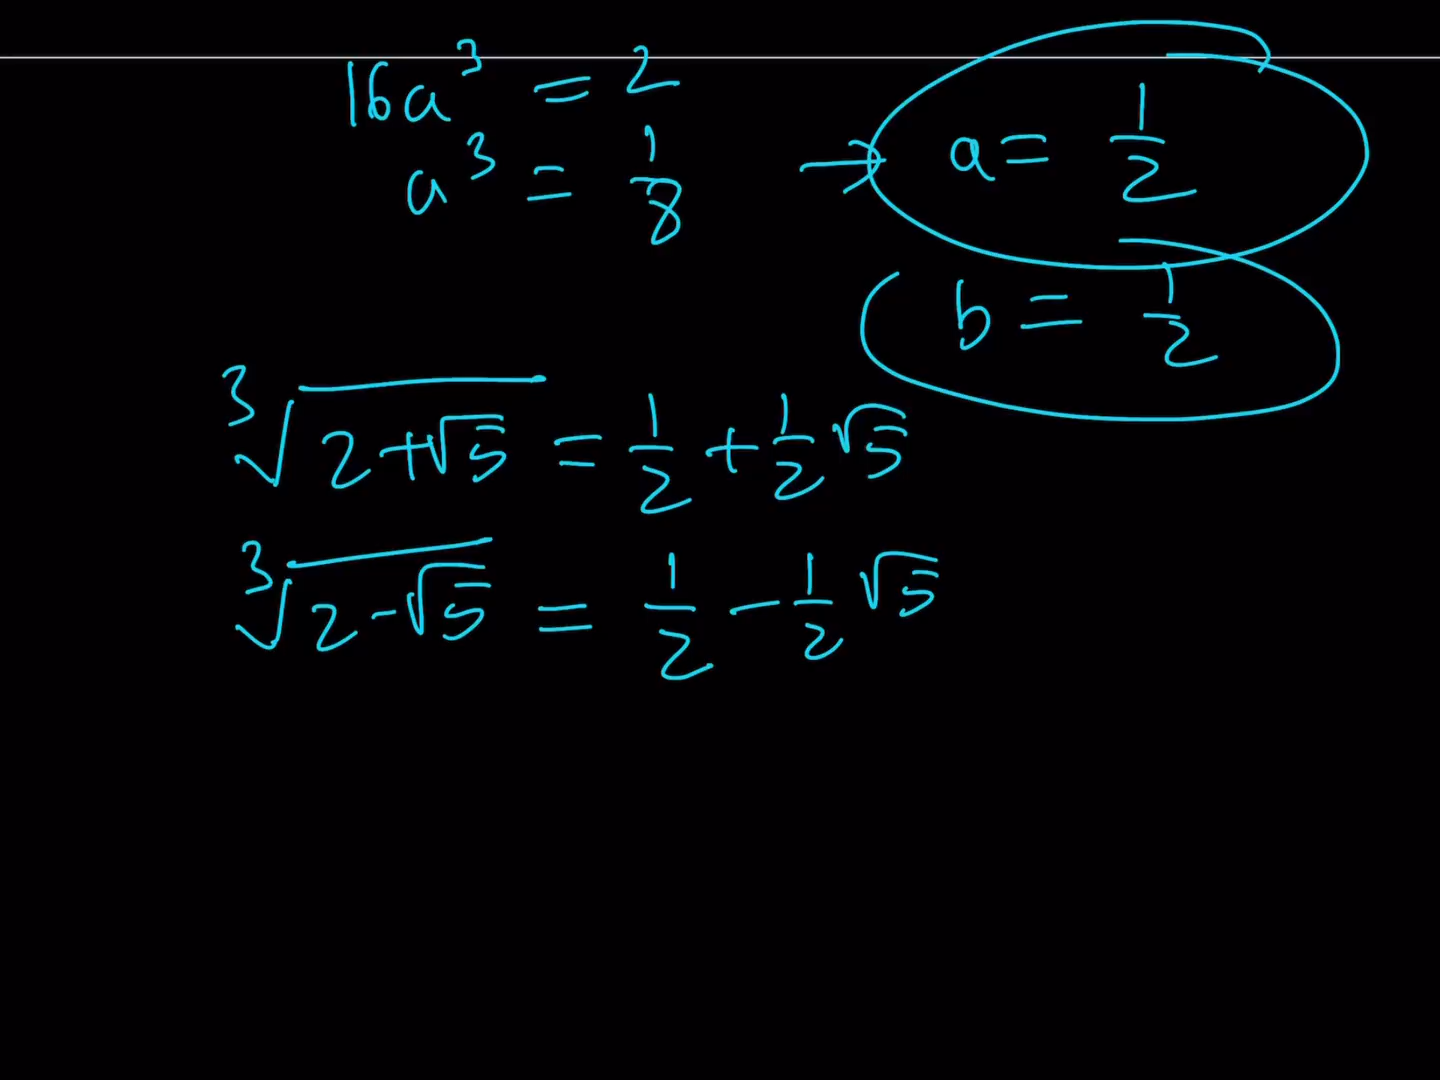 16a³ = 2
a³ = 1/8 → a = 1/2
b = 1/2
∛(2+√5) = 1/2 + 1/2 √5
∛(2-√5) = 1/2 - 1/2 √5